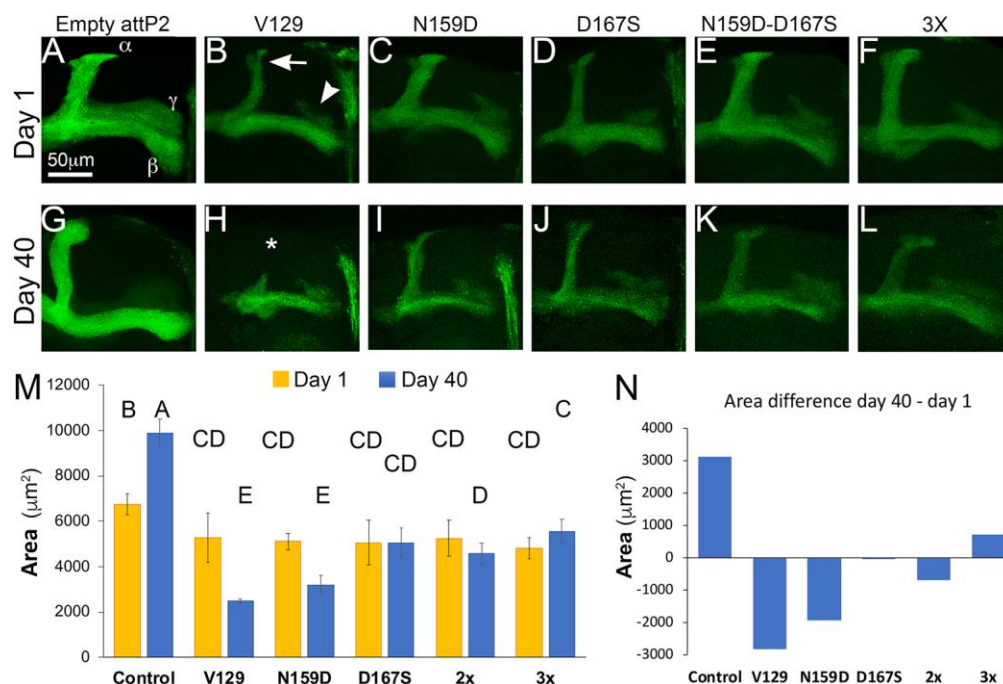 Empty attP2 V129 N159D D167S N159D-D167S 3X
Day 1
A α γ β 50μm
B
C
D
E
F
Day 40
G
H *
I
J
K
L
M
Day 1 Day 40
Area (μm²)
12000
10000
8000
6000
4000
2000
0
B A CD E CD E CD CD CD D CD C
Control V129 N159D D167S 2x 3x
N
Area difference day 40 - day 1
Area (μm²)
4000
3000
2000
1000
0
-1000
-2000
-3000
Control V129 N159D D167S 2x 3x